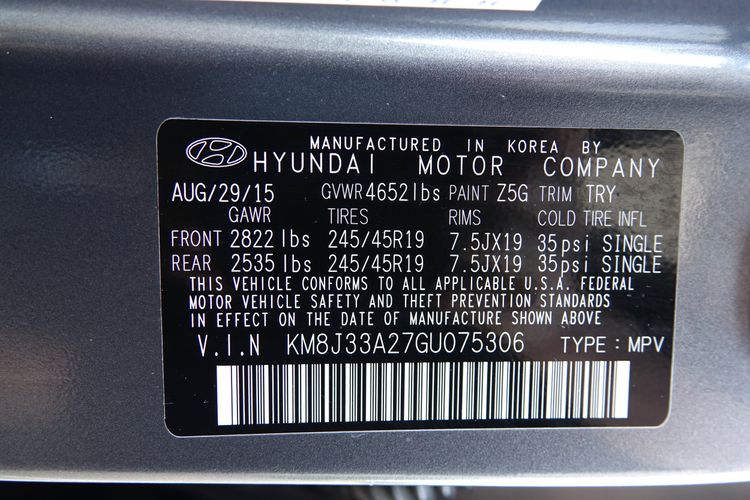 MANUFACTURED IN KOREA BY
HYUNDAI MOTOR COMPANY
AUG/29/15 GVWR 4652lbs PAINT Z5G TRIM TRY
GAWR TIRES RIMS COLD TIRE INFL
FRONT 2822 lbs 245/45R19 7.5JX19 35psi SINGLE
REAR 2535 lbs 245/45R19 7.5JX19 35psi SINGLE
THIS VEHICLE CONFORMS TO ALL APPLICABLE U.S.A. FEDERAL
MOTOR VEHICLE SAFETY AND THEFT PREVENTION STANDARDS
IN EFFECT ON THE DATE OF MANUFACTURE SHOWN ABOVE
V.I.N KM8J33A27GU075306 TYPE : MPV